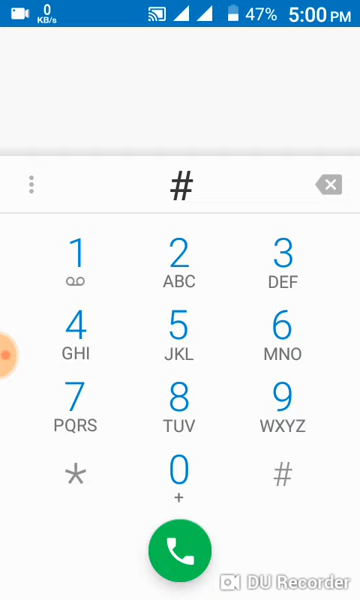 0 KB/s 47% 5:00 PM
#
1 2 3
ABC DEF
4 5 6
GHI JKL MNO
7 8 9
PQRS TUV WXYZ
* 0 #
+
DU Recorder